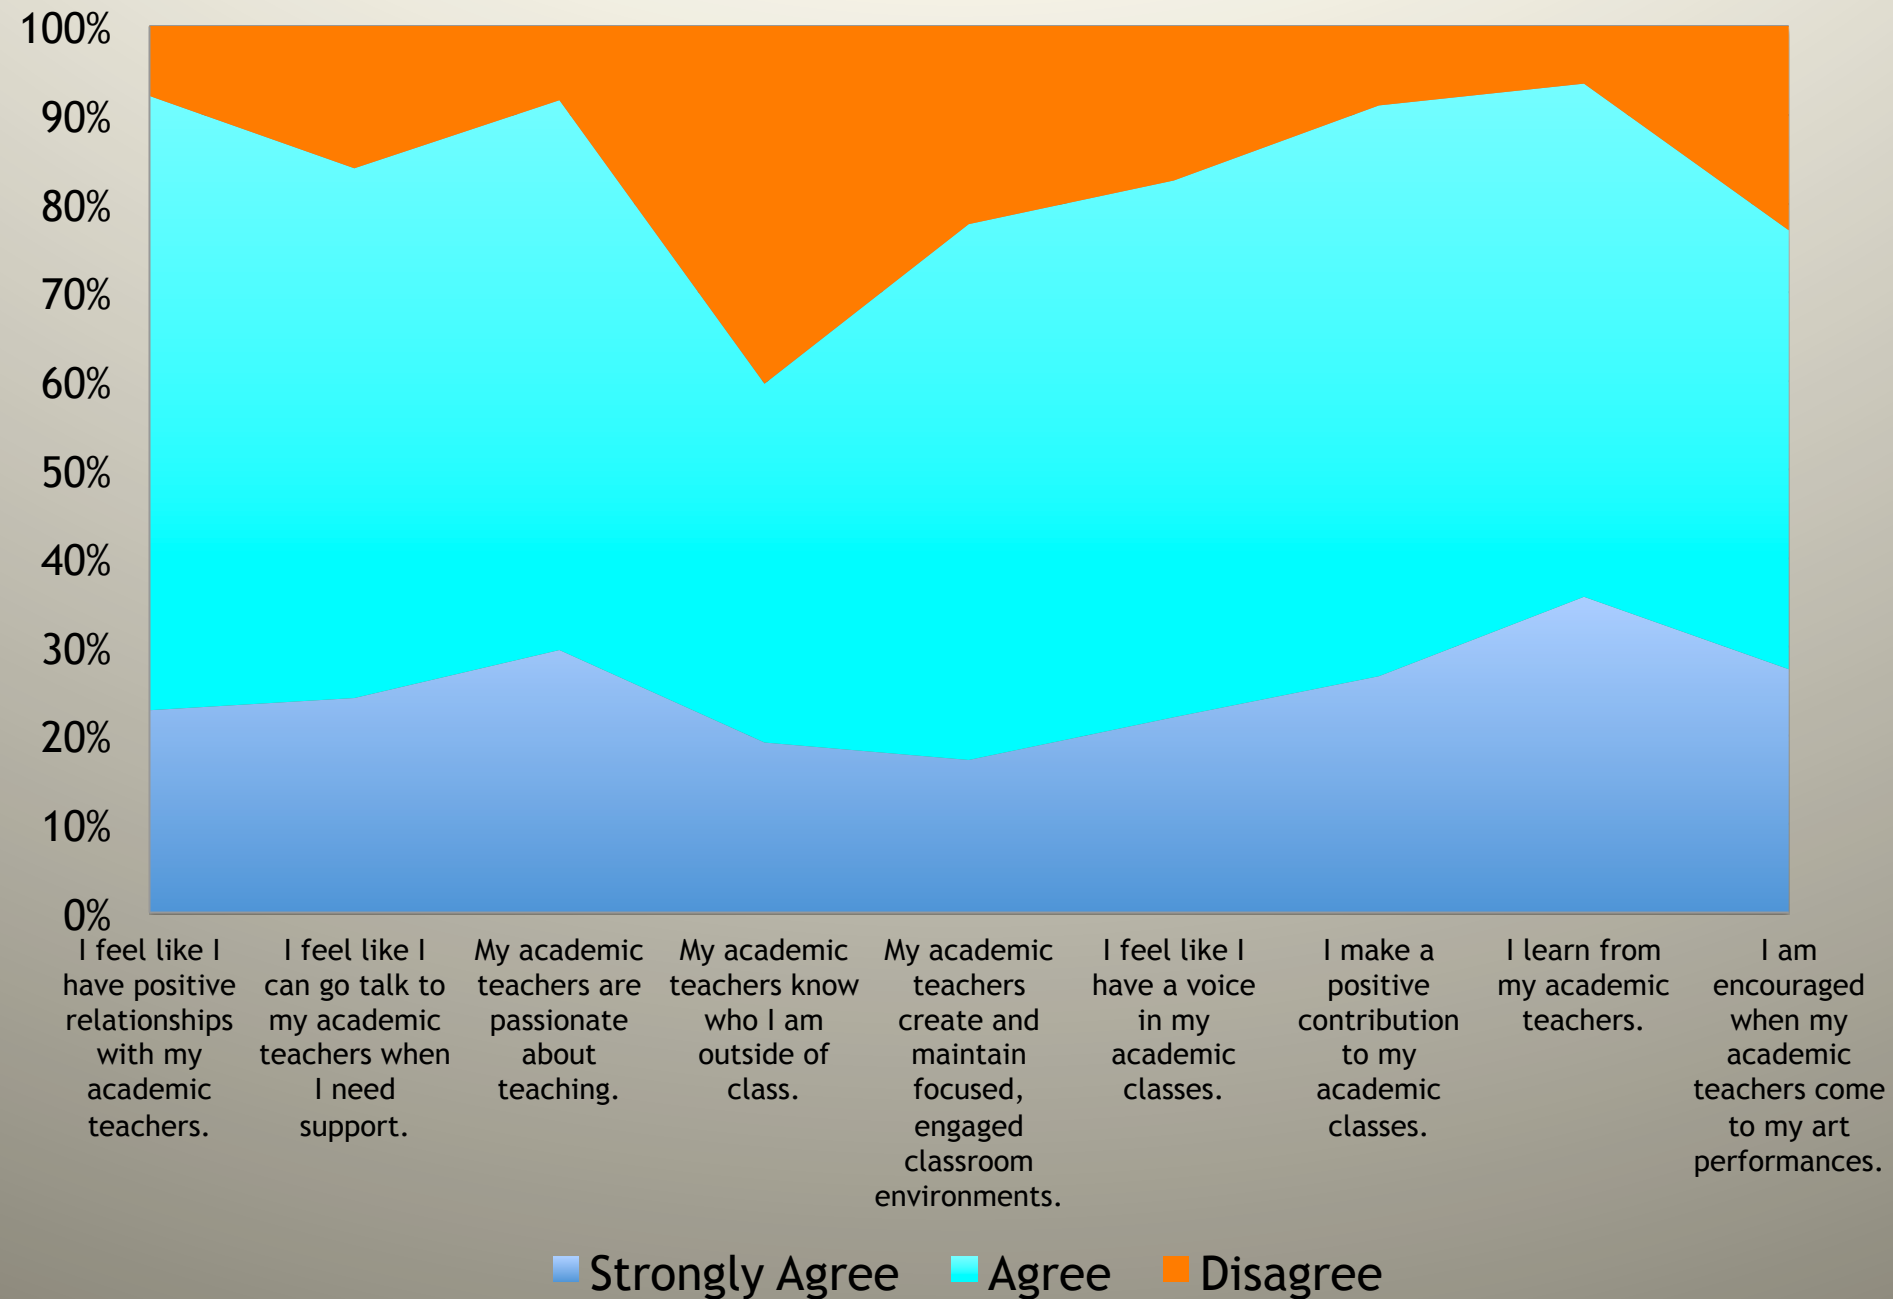 100%
90%
80%
70%
60%
50%
40%
30%
20%
10%
0%
I feel like I
have positive
relationships
with my
academic
teachers.
I feel like I
can go talk to
my academic
teachers when
I need
support.
My academic
teachers are
passionate
about
teaching.
My academic
teachers know
who I am
outside of
class.
My academic
teachers
create and
maintain
focused,
engaged
classroom
environments.
I feel like I
have a voice
in my
academic
classes.
I make a
positive
contribution
to my
academic
classes.
I learn from
my academic
teachers.
I am
encouraged
when my
academic
teachers come
to my art
performances.
Strongly Agree
Agree
Disagree